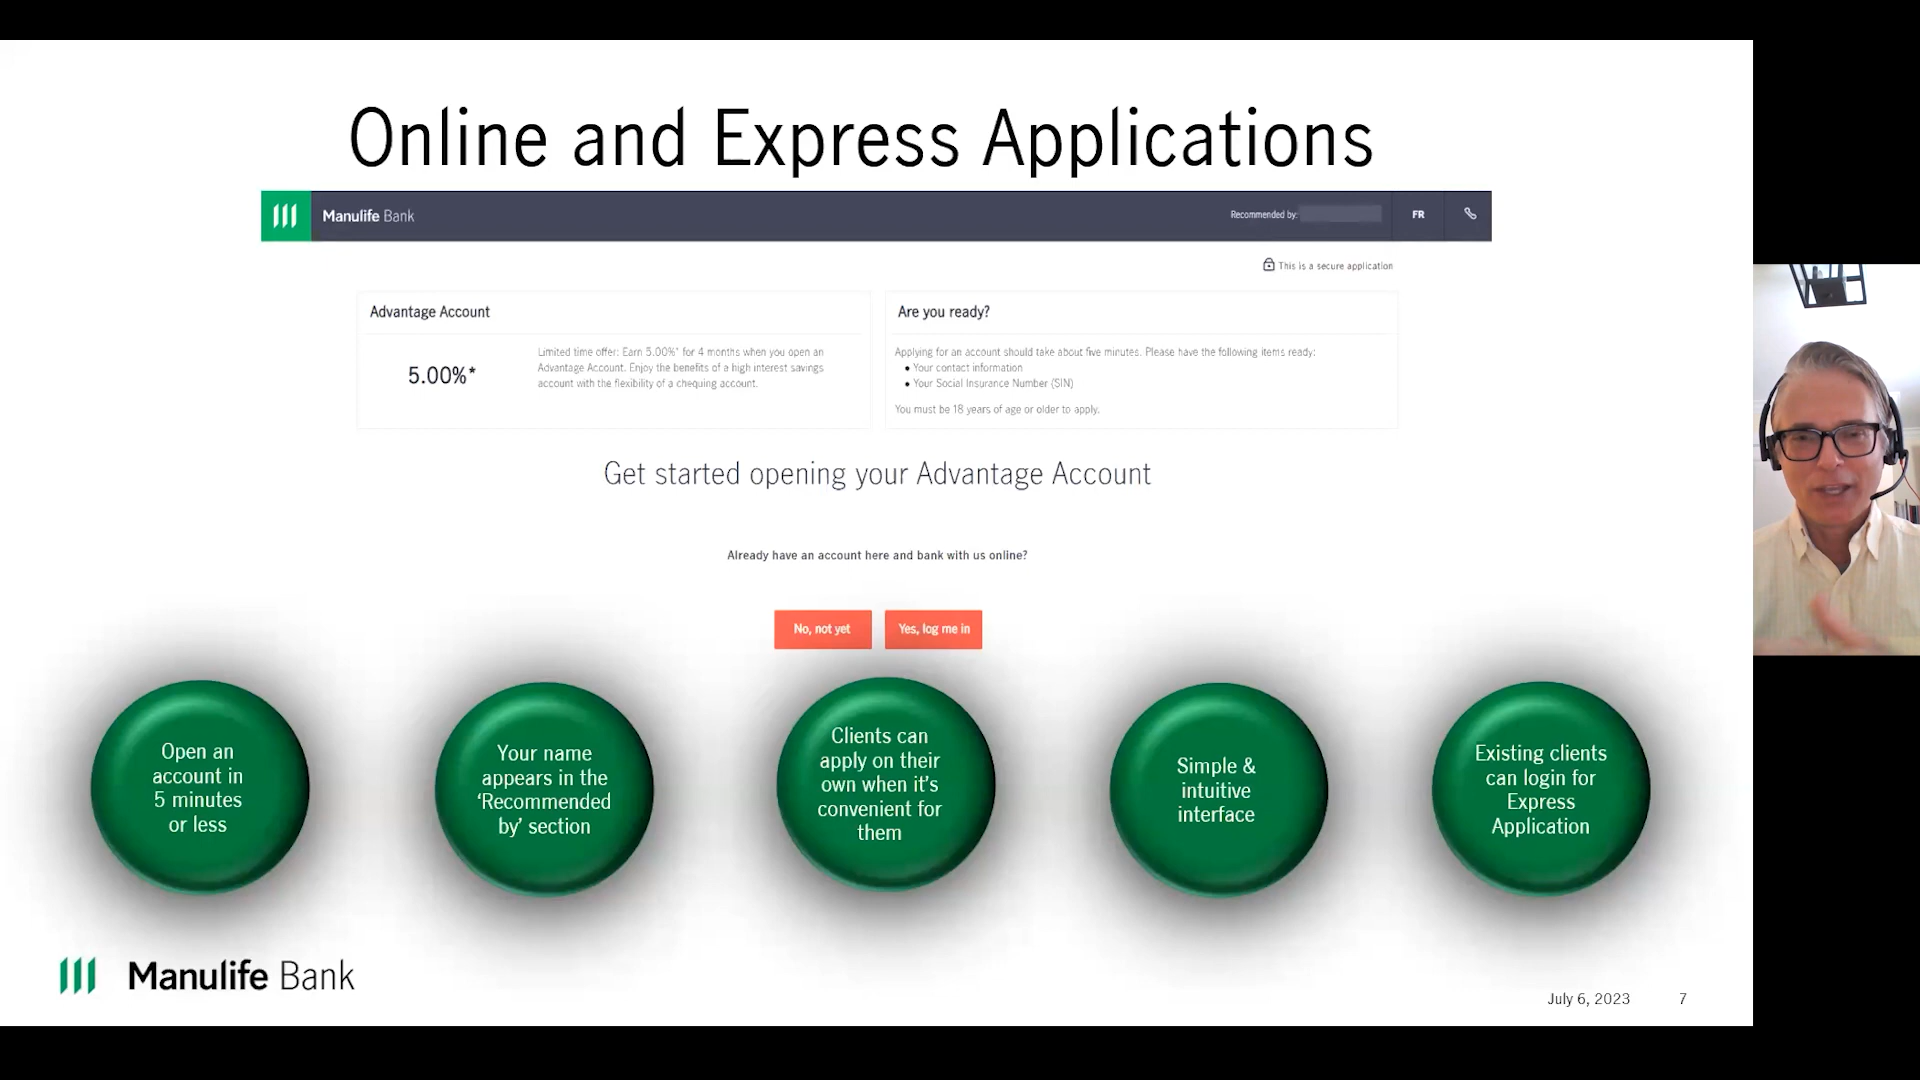 Online and Express Applications
Manulife Bank
Recommended by:
FR
This is a secure application
Advantage Account
5.00%*
Limited time offer: Earn 5.00%* for 4 months when you open an
Advantage Account. Enjoy the benefits of a high interest savings
account with the flexibility of a chequing account.
Are you ready?
Applying for an account should take about five minutes. Please have the following items ready:
• Your contact information
• Your Social Insurance Number (SIN)
You must be 18 years of age or older to apply.
Get started opening your Advantage Account
Already have an account here and bank with us online?
No, not yet
Yes, log me in
Open an
account in
5 minutes
or less
Your name
appears in the
‘Recommended
by’ section
Clients can
apply on their
own when it’s
convenient for
them
Simple &
intuitive
interface
Existing clients
can login for
Express
Application
Manulife Bank
July 6, 2023
7